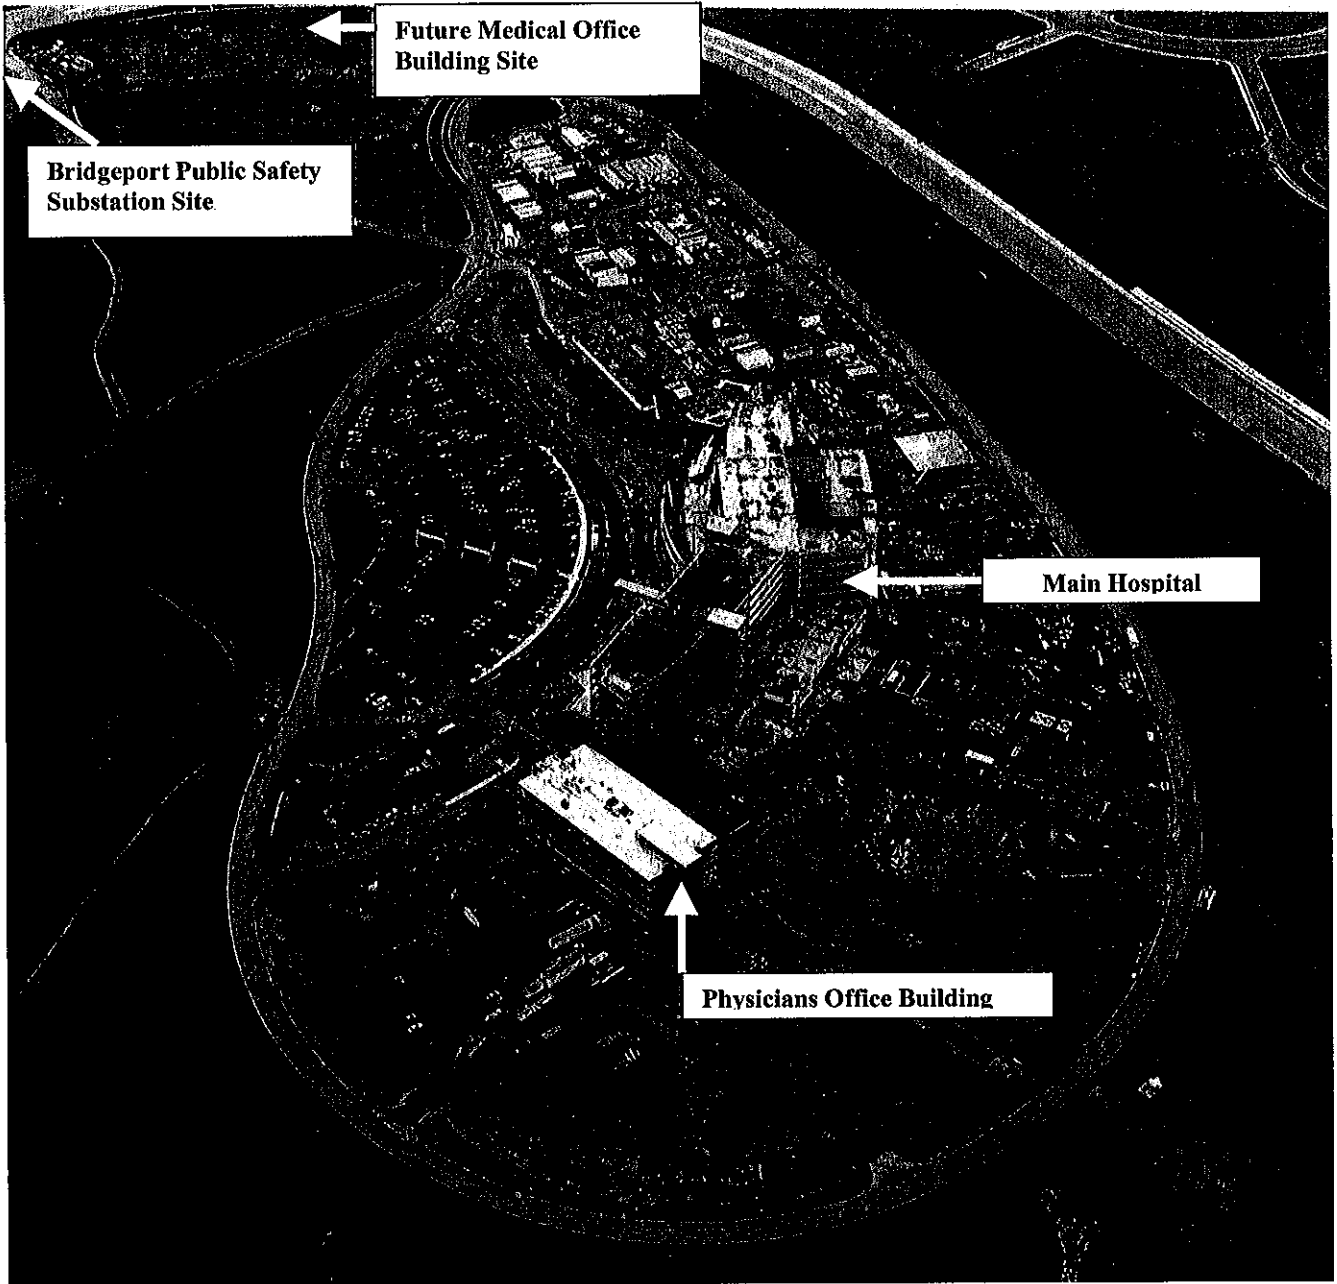 Future Medical Office
Building Site
Bridgeport Public Safety
Substation Site.
Main Hospital
Physicians Office Building